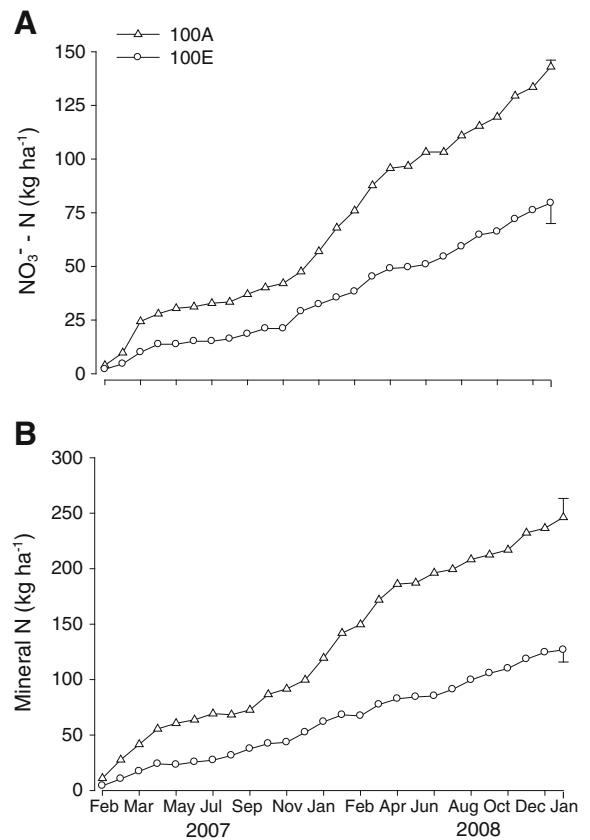 A
100A
100E
150
125
100
75
50
25
0
NO₃⁻ - N (kg ha⁻¹)
B
300
250
200
150
100
50
0
Mineral N (kg ha⁻¹)
Feb Mar May Jul Sep Nov Jan Feb Apr Jun Aug Oct Dec Jan
2007 2008